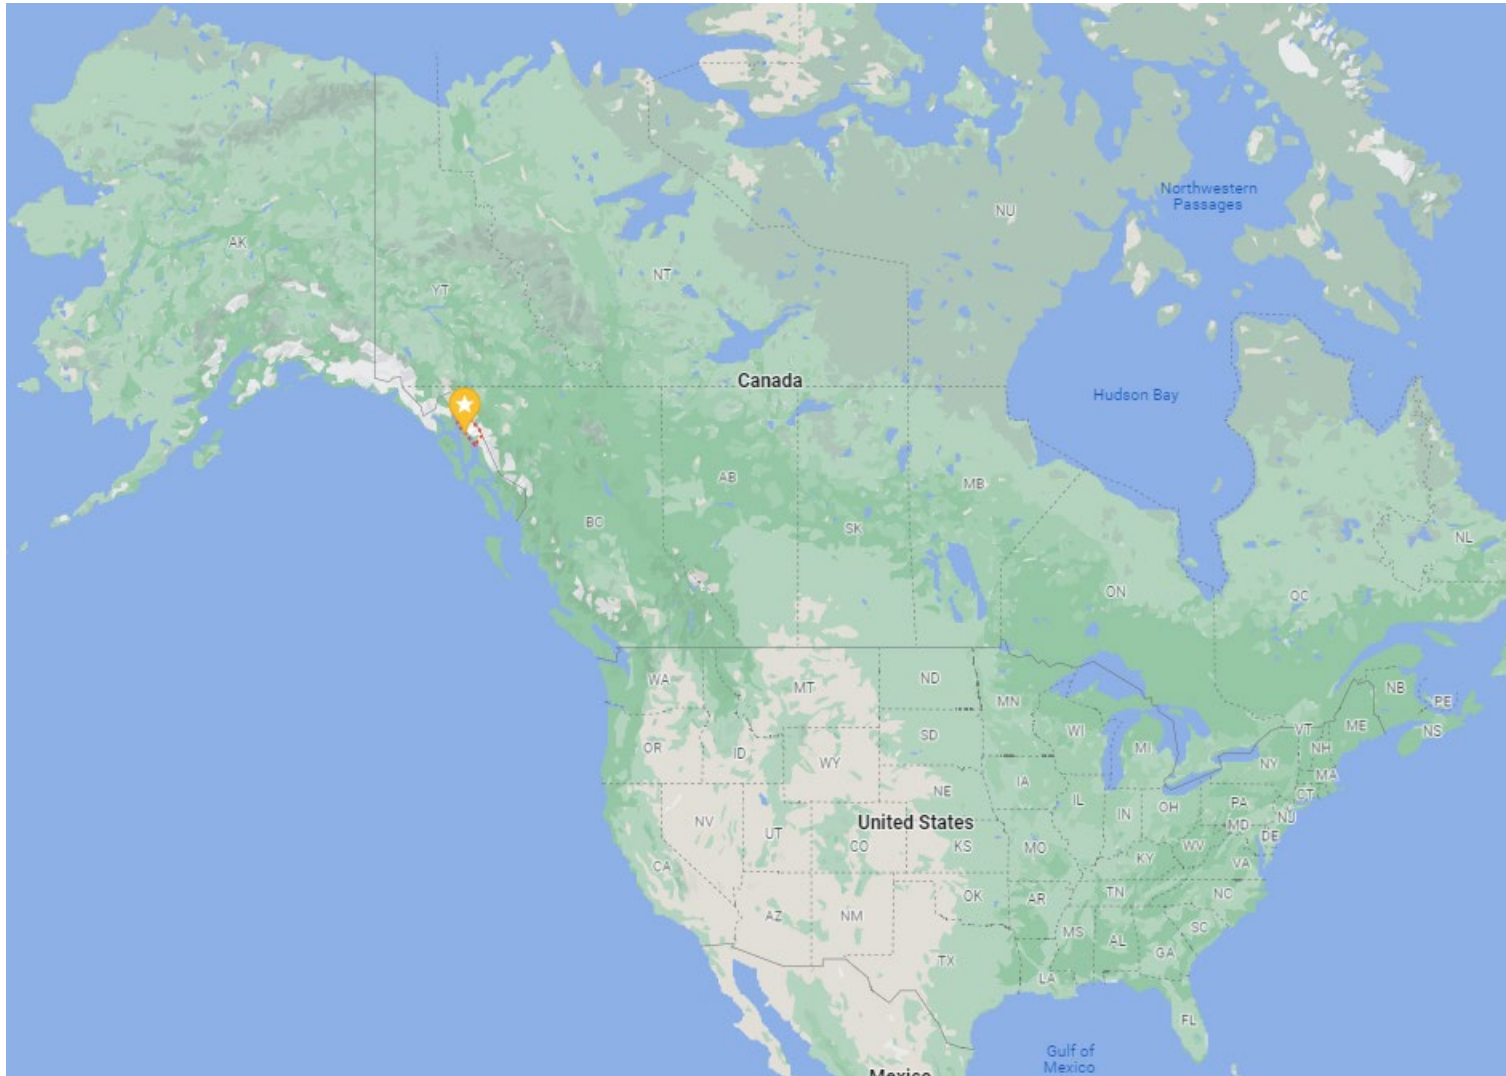 Northwestern
Passages
NU
AK
NT
YT
Canada
Hudson Bay
AB
MB
BC
SK
NL
ON
QC
WA
MT
ND
MN
NB
PE
OR
ID
SD
WI
MI
VT
ME
NS
NH
WY
NY
MA
IA
NE
CT
IL
IN
OH
PA
NJ
NV
UT
United States
MD
DE
CO
KS
MO
WV
KY
VA
CA
OK
AR
TN
NC
AZ
NM
MS
AL
SC
GA
TX
LA
FL
Gulf of
Mexico
Mexico